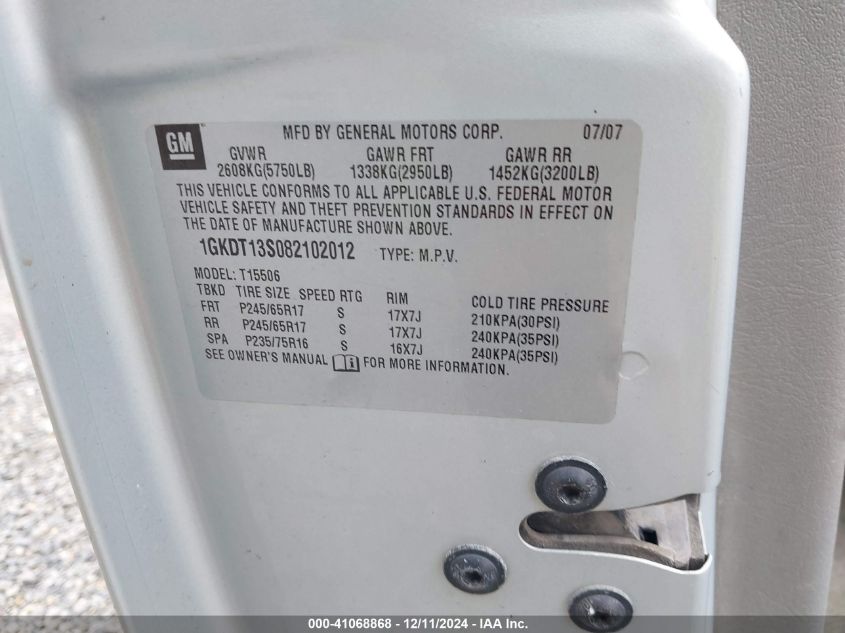 GM MFD BY GENERAL MOTORS CORP. 07/07
GVWR GAWR FRT GAWR RR
2608KG(5750LB) 1338KG(2950LB) 1452KG(3200LB)
THIS VEHICLE CONFORMS TO ALL APPLICABLE U.S. FEDERAL MOTOR
VEHICLE SAFETY AND THEFT PREVENTION STANDARDS IN EFFECT ON
THE DATE OF MANUFACTURE SHOWN ABOVE.
1GKDT13S082102012 TYPE: M.P.V.
MODEL: T15506
TBKD TIRE SIZE SPEED RTG RIM COLD TIRE PRESSURE
FRT P245/65R17 S 17X7J 210KPA(30PSI)
RR P245/65R17 S 17X7J 240KPA(35PSI)
SPA P235/75R16 S 16X7J 240KPA(35PSI)
SEE OWNER'S MANUAL i FOR MORE INFORMATION.
000-41068868 - 12/11/2024 - IAA Inc.